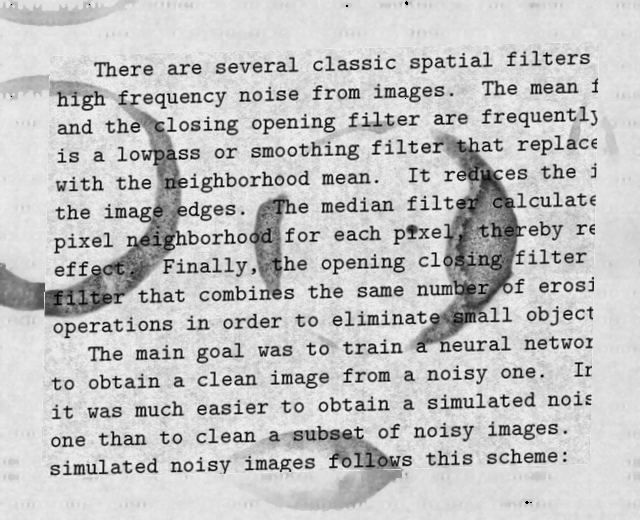 There are several classic spatial filters
high frequency noise from images. The mean f
and the closing opening filter are frequently
is a lowpass or smoothing filter that replace
with the neighborhood mean. It reduces the i
the image edges. The median filter calculate
pixel neighborhood for each pixel, thereby re
effect. Finally, the opening closing filter
filter that combines the same number of erosi
operations in order to eliminate small object
The main goal was to train a neural networ
to obtain a clean image from a noisy one. In
it was much easier to obtain a simulated nois
one than to clean a subset of noisy images.
simulated noisy images follows this scheme: